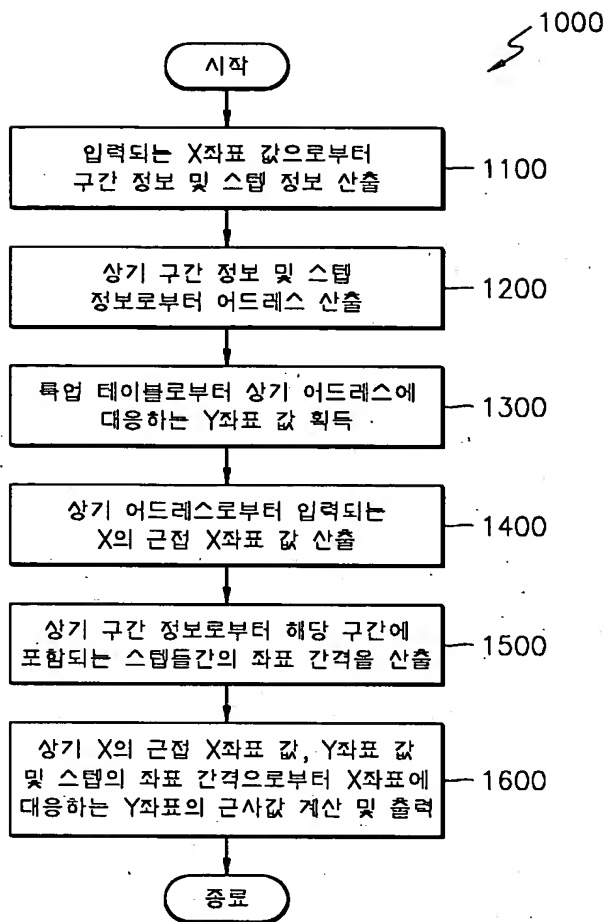 1000
시작
입력되는 X좌표 값으로부터
구간 정보 및 스텝 정보 산출
1100
상기 구간 정보 및 스텝
정보로부터 어드레스 산출
1200
룩업 테이블로부터 상기 어드레스에
대응하는 Y좌표 값 획득
1300
상기 어드레스로부터 입력되는
X의 근접 X좌표 값 산출
1400
상기 구간 정보로부터 해당 구간에
포함되는 스텝들간의 좌표 간격을 산출
1500
상기 X의 근접 X좌표 값, Y좌표 값
및 스텝의 좌표 간격으로부터 X좌표에
대응하는 Y좌표의 근사값 계산 및 출력
1600
종료